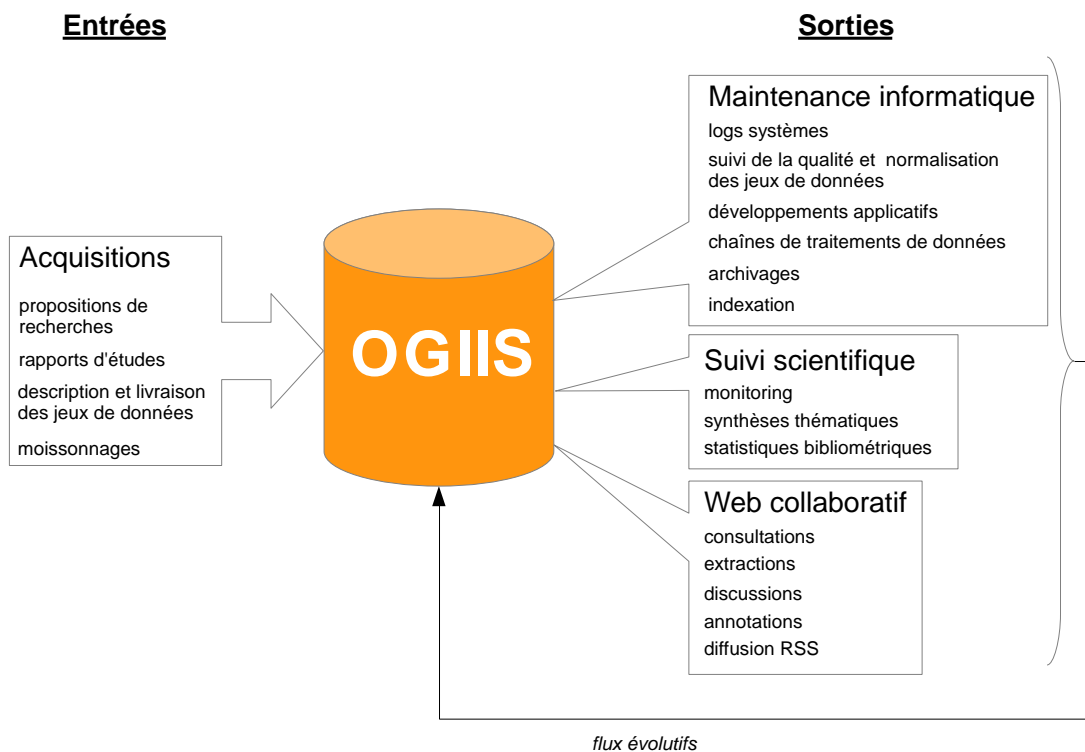 Entrées
Sorties
Acquisitions
propositions de
recherches
rapports d'études
description et livraison
des jeux de données
moissonnages
OGIIS
Maintenance informatique
logs systèmes
suivi de la qualité et normalisation
des jeux de données
développements applicatifs
chaînes de traitements de données
archivages
indexation
Suivi scientifique
monitoring
synthèses thématiques
statistiques bibliométriques
Web collaboratif
consultations
extractions
discussions
annotations
diffusion RSS
flux évolutifs